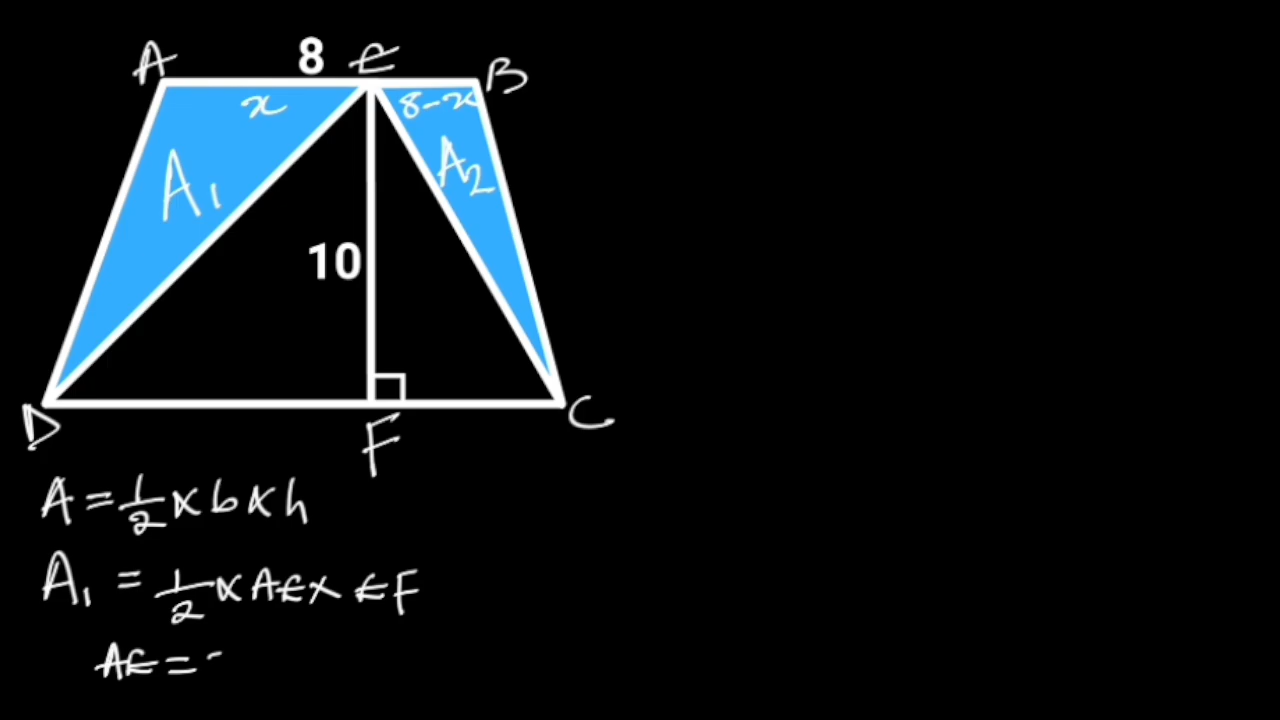 A 8 E B
x 8-x
A₁ A₂
10
D F C
A = 1/2 × b × h
A₁ = 1/2 × AE × EF
AE =